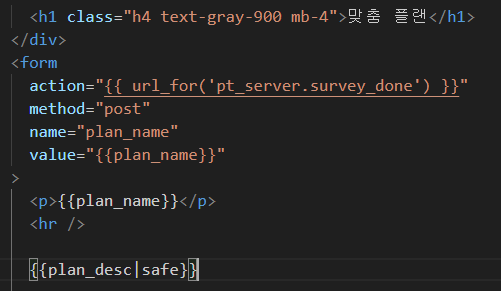 <h1 class="h4 text-gray-900 mb-4">맞춤 플랜</h1>
</div>
<form
action="{{ url_for('pt_server.survey_done') }}"
method="post"
name="plan_name"
value="{{plan_name}}"
>
<p>{{plan_name}}</p>
<hr />
{{plan_desc|safe}}